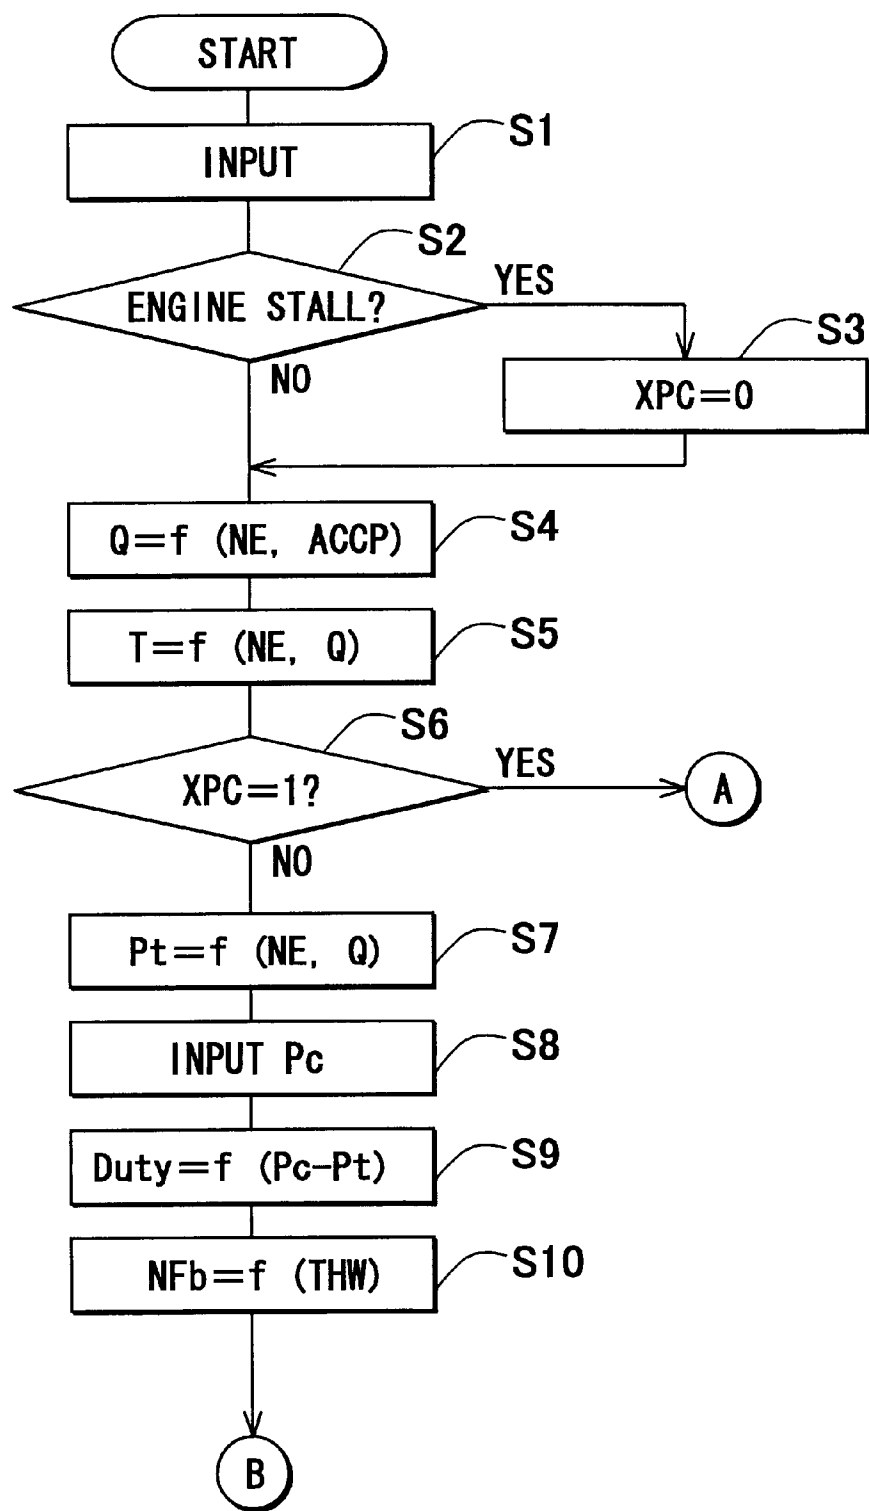 START
INPUT
S1
ENGINE STALL?
S2
YES
NO
XPC=0
S3
Q=f (NE, ACCP)
S4
T=f (NE, Q)
S5
XPC=1?
S6
YES
A
NO
Pt=f (NE, Q)
S7
INPUT Pc
S8
Duty=f (Pc-Pt)
S9
NFb=f (THW)
S10
B